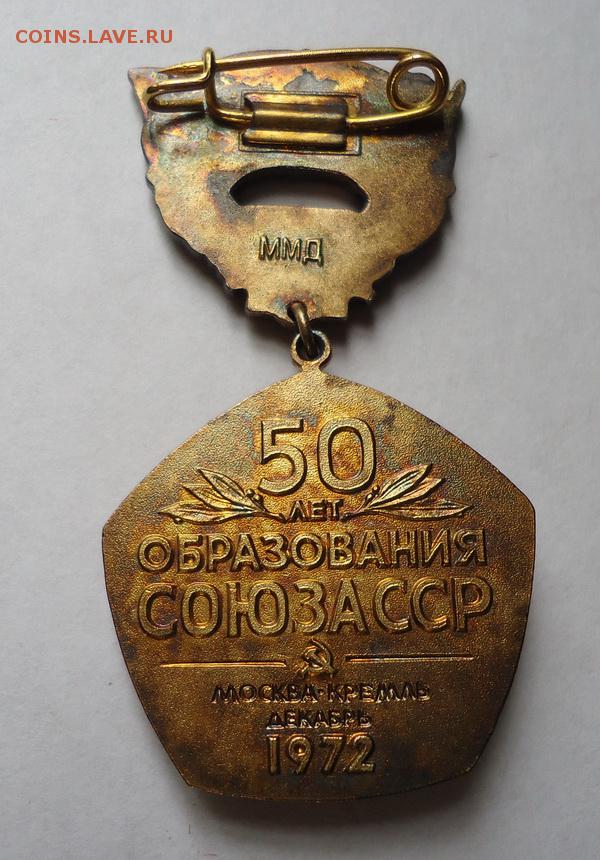 COINS.LAVE.RU
ММД
50
ЛЕТ
ОБРАЗОВАНИЯ
СОЮЗА ССР
МОСКВА·КРЕМЛЬ
ДЕКАБРЬ
1972